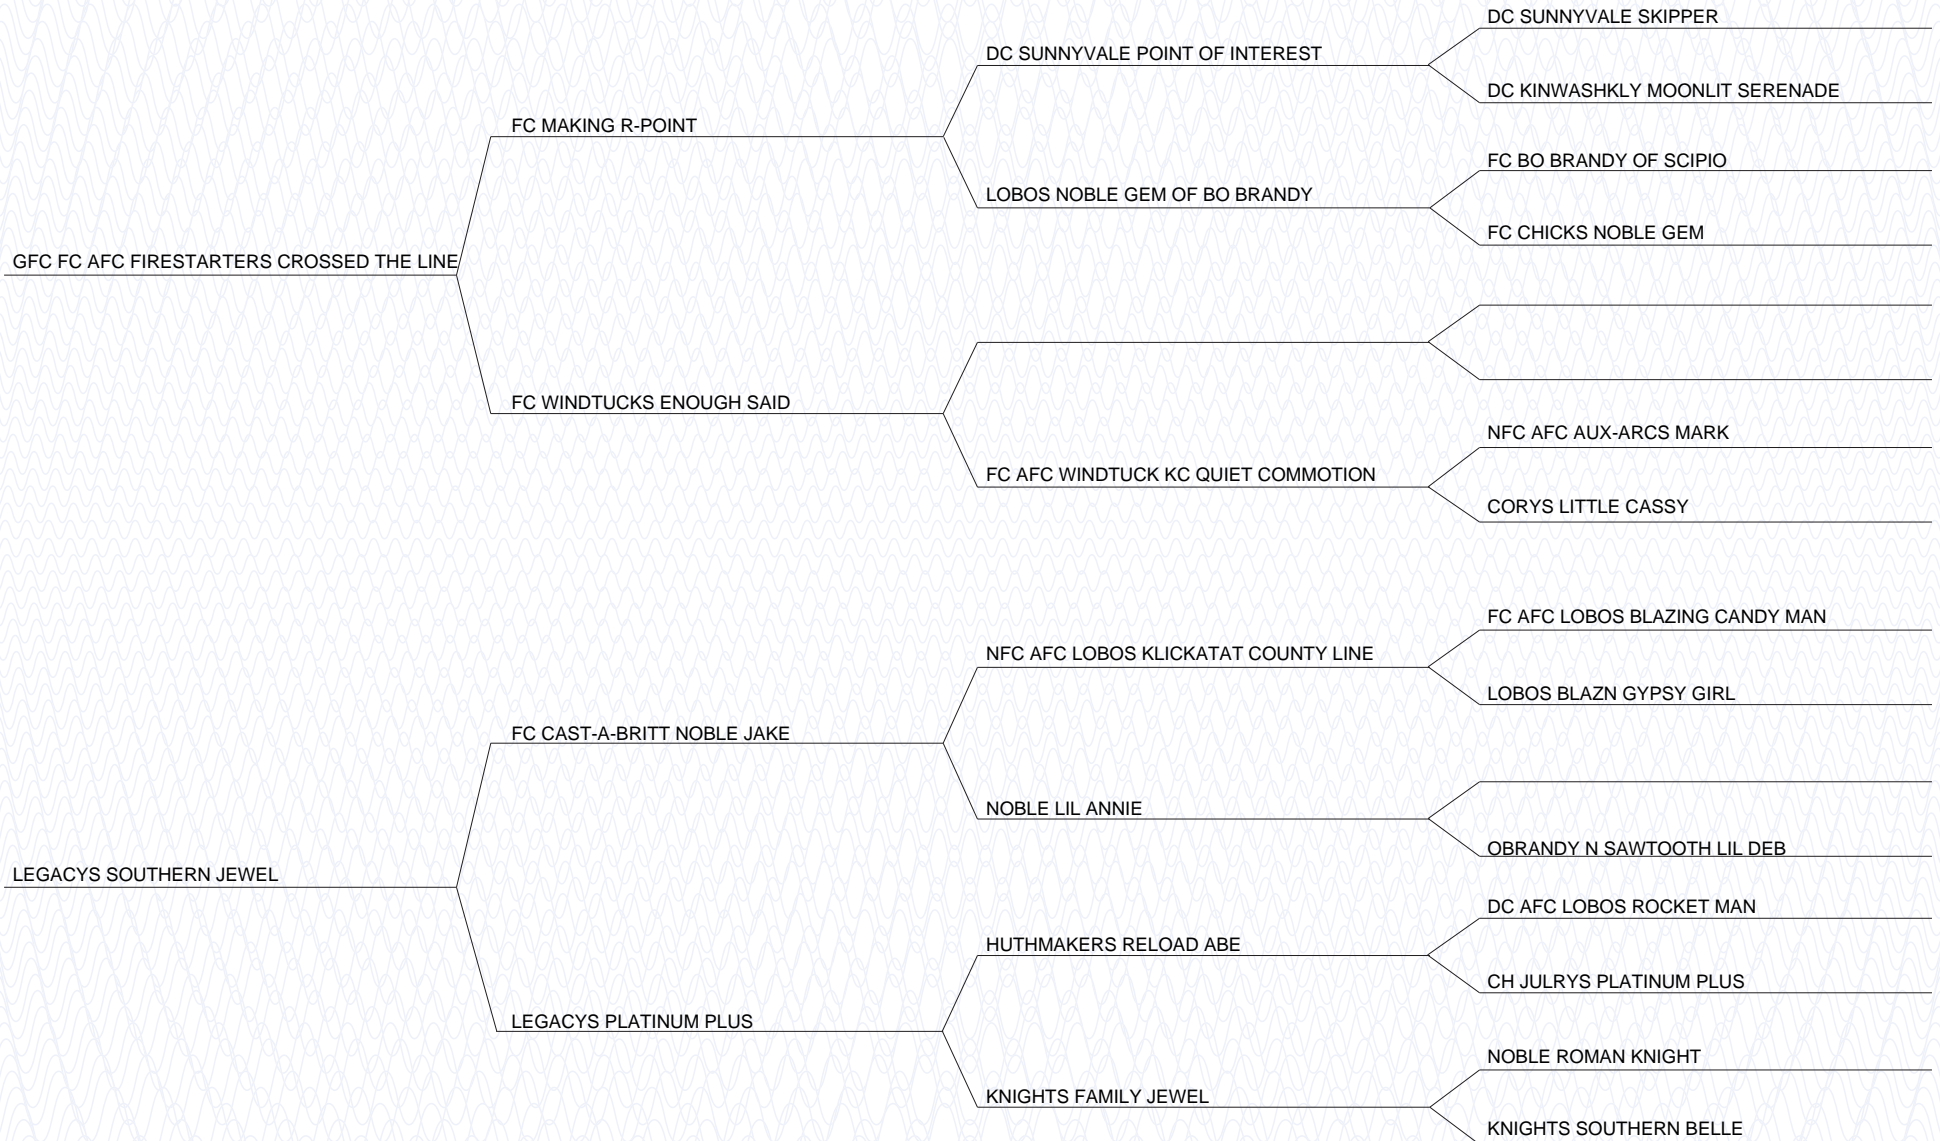 DC SUNNYVALE SKIPPER
DC SUNNYVALE POINT OF INTEREST
DC KINWASHKLY MOONLIT SERENADE
FC MAKING R-POINT
FC BO BRANDY OF SCIPIO
LOBOS NOBLE GEM OF BO BRANDY
FC CHICKS NOBLE GEM
GFC FC AFC FIRESTARTERS CROSSED THE LINE
FC WINDTUCKS ENOUGH SAID
NFC AFC AUX-ARCS MARK
FC AFC WINDTUCK KC QUIET COMMOTION
CORYS LITTLE CASSY
FC AFC LOBOS BLAZING CANDY MAN
NFC AFC LOBOS KLICKATAT COUNTY LINE
LOBOS BLAZN GYPSY GIRL
FC CAST-A-BRITT NOBLE JAKE
NOBLE LIL ANNIE
OBRANDY N SAWTOOTH LIL DEB
LEGACYS SOUTHERN JEWEL
DC AFC LOBOS ROCKET MAN
HUTHMAKERS RELOAD ABE
CH JULRYS PLATINUM PLUS
LEGACYS PLATINUM PLUS
NOBLE ROMAN KNIGHT
KNIGHTS FAMILY JEWEL
KNIGHTS SOUTHERN BELLE